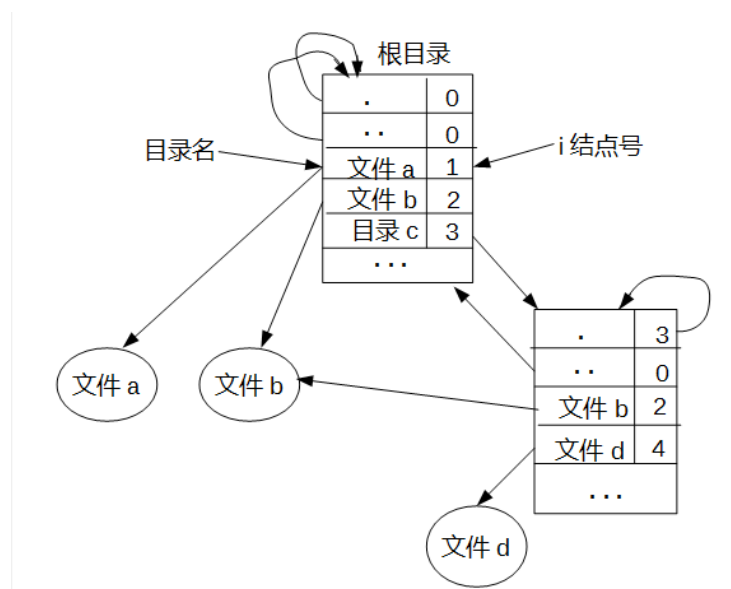 根目录
. 0
.. 0
目录名
文件 a 1
i 结点号
文件 b 2
目录 c 3
...
. 3
.. 0
文件 b 2
文件 d 4
...
文件 a
文件 b
文件 d